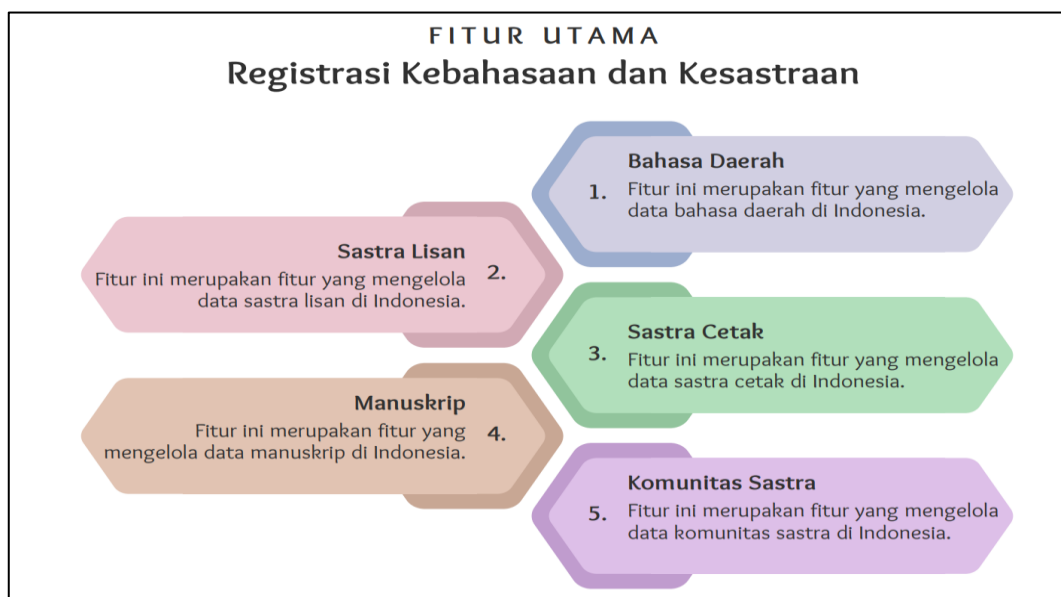 FITUR UTAMA
Registrasi Kebahasaan dan Kesastraan
1.
Bahasa Daerah
Fitur ini merupakan fitur yang mengelola
data bahasa daerah di Indonesia.
2.
Sastra Lisan
Fitur ini merupakan fitur yang mengelola
data sastra lisan di Indonesia.
3.
Sastra Cetak
Fitur ini merupakan fitur yang mengelola
data sastra cetak di Indonesia.
4.
Manuskrip
Fitur ini merupakan fitur yang
mengelola data manuskrip di Indonesia.
5.
Komunitas Sastra
Fitur ini merupakan fitur yang mengelola
data komunitas sastra di Indonesia.